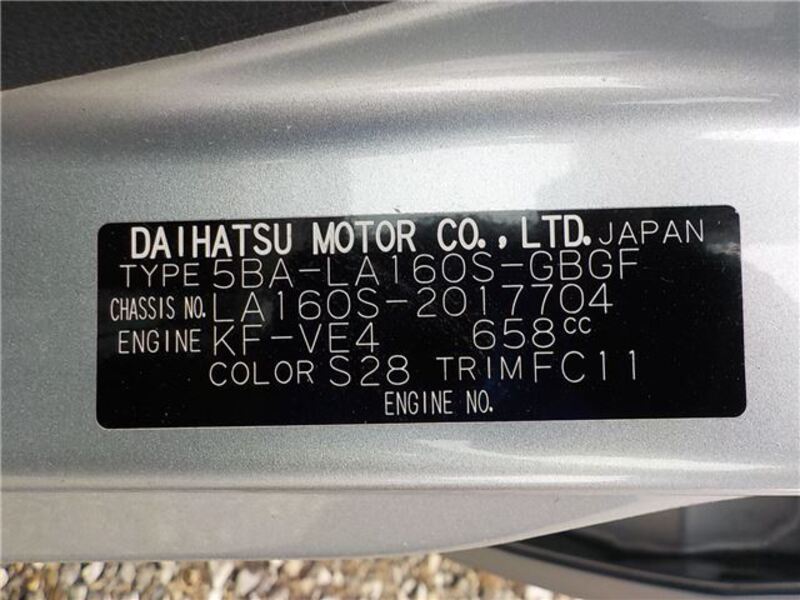 DAIHATSU MOTOR CO., LTD. JAPAN
TYPE 5BA-LA160S-GBGF
CHASSIS NO. LA160S-2017704
ENGINE KF-VE4 658cc
COLOR S28 TRIM FC11
ENGINE NO.